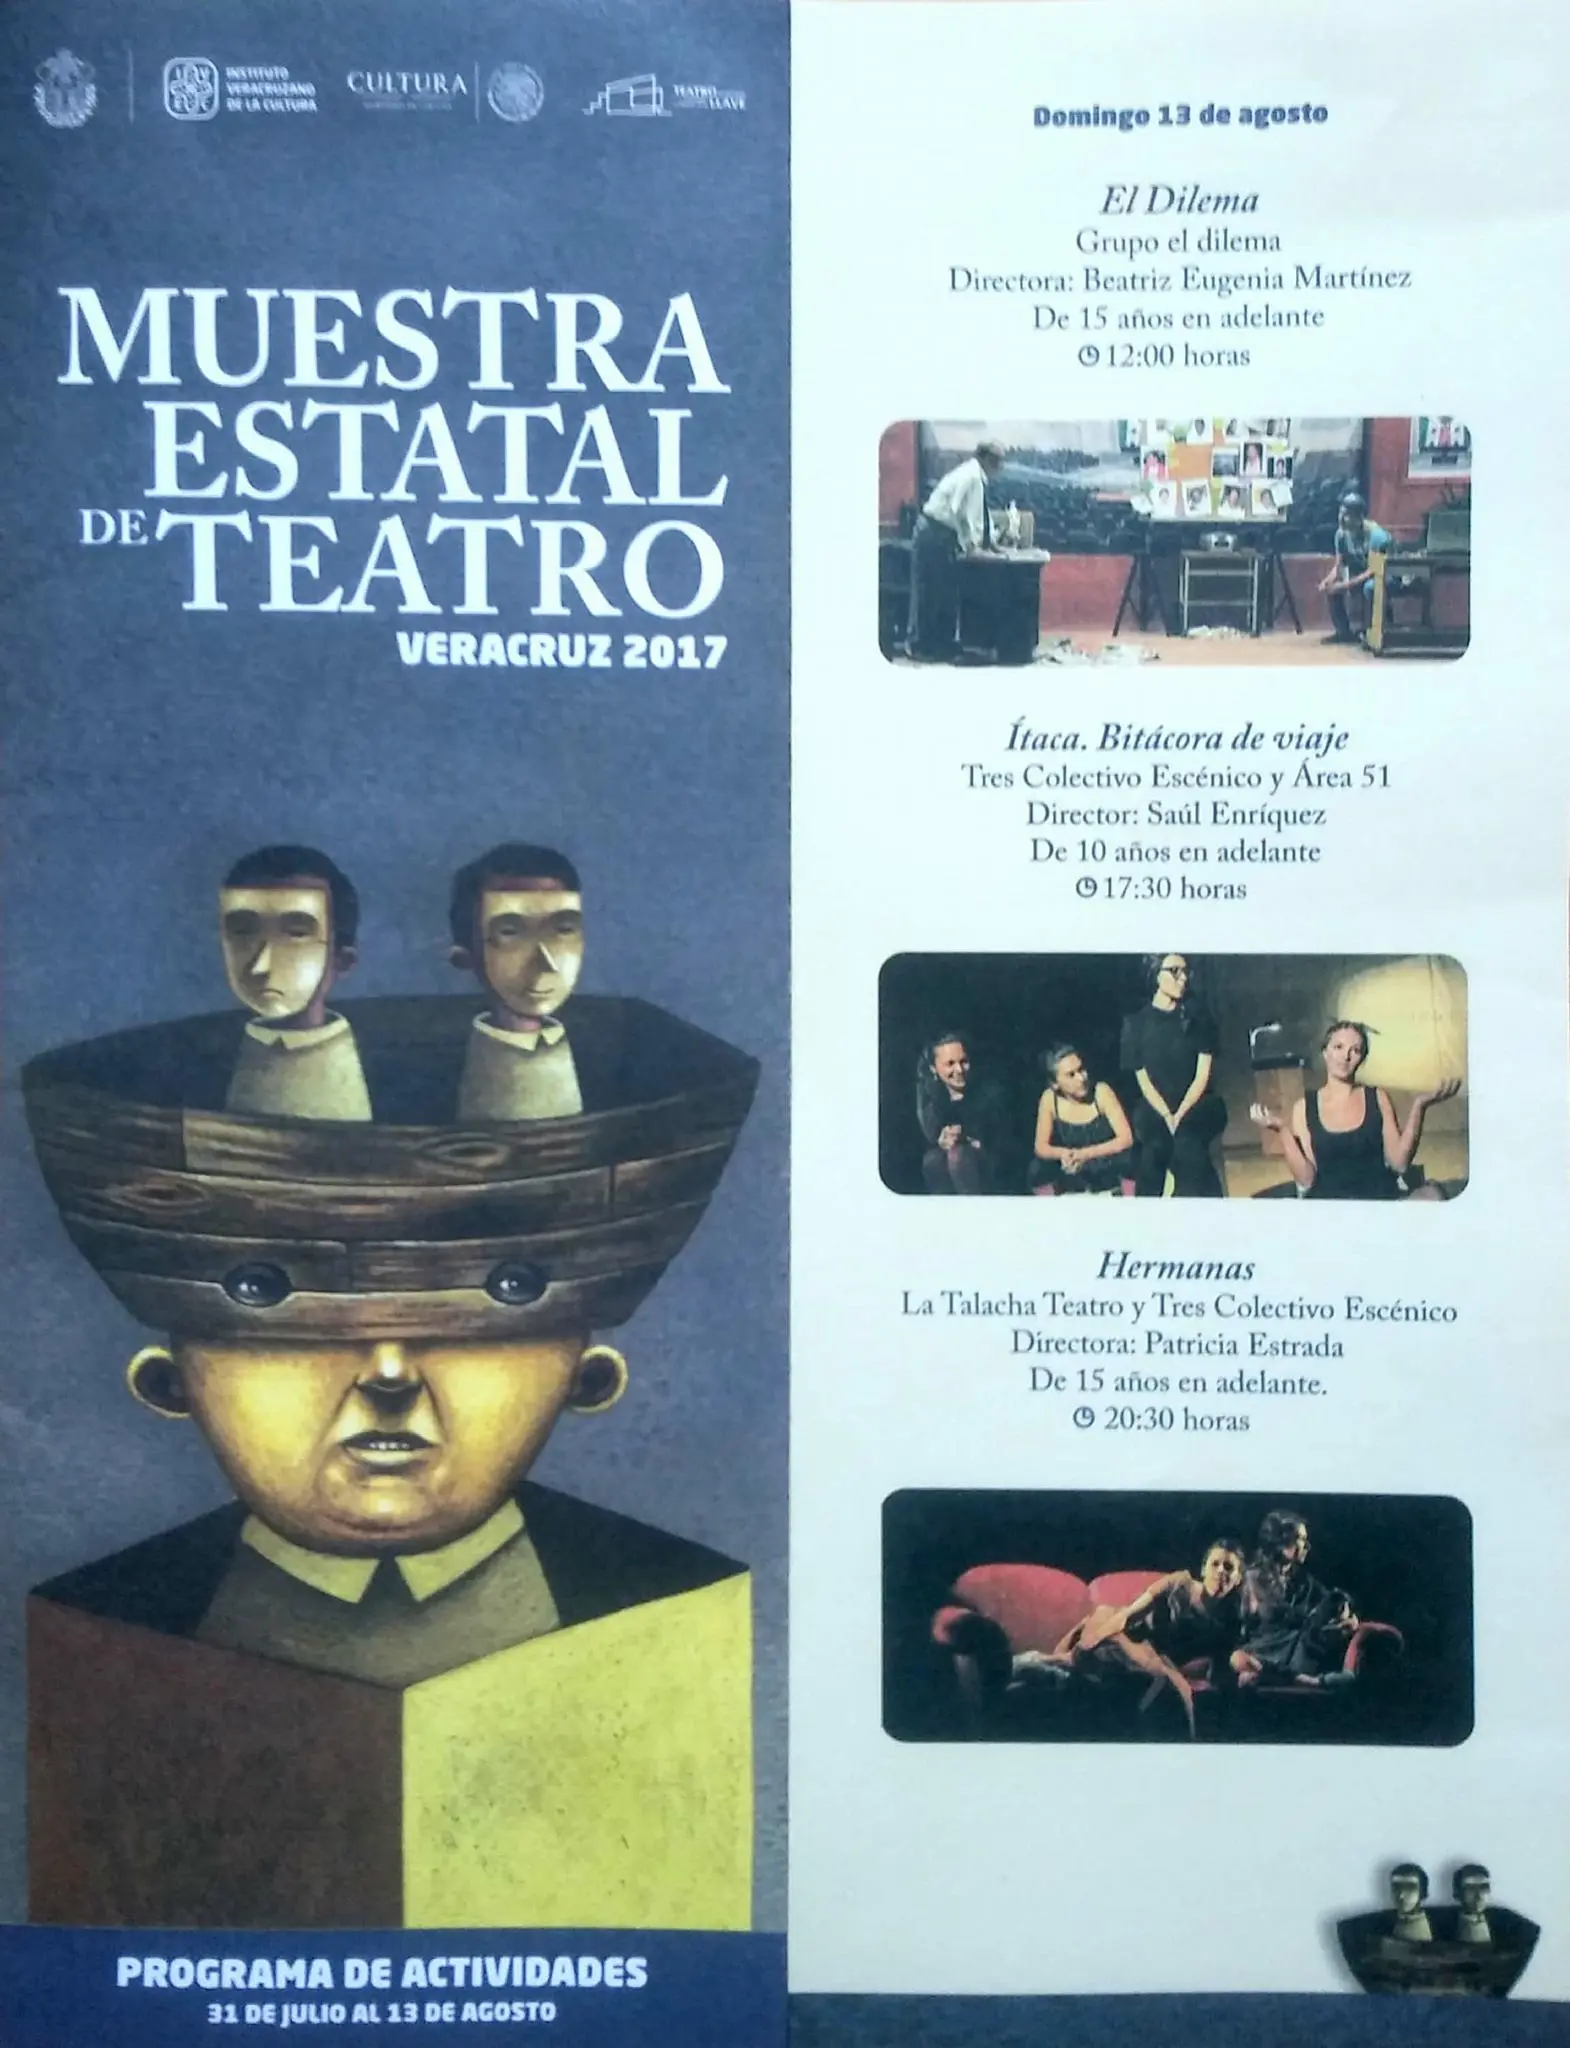 INSTITUTO
VERACRUZANO
DE LA CULTURA
CULTURA
TEATRO
LLAVE
MUESTRA
ESTATAL
DE TEATRO
VERACRUZ 2017
PROGRAMA DE ACTIVIDADES
31 DE JULIO AL 13 DE AGOSTO
Domingo 13 de agosto
El Dilema
Grupo el dilema
Directora: Beatriz Eugenia Martínez
De 15 años en adelante
12:00 horas
Ítaca. Bitácora de viaje
Tres Colectivo Escénico y Área 51
Director: Saúl Enríquez
De 10 años en adelante
17:30 horas
Hermanas
La Talacha Teatro y Tres Colectivo Escénico
Directora: Patricia Estrada
De 15 años en adelante.
20:30 horas